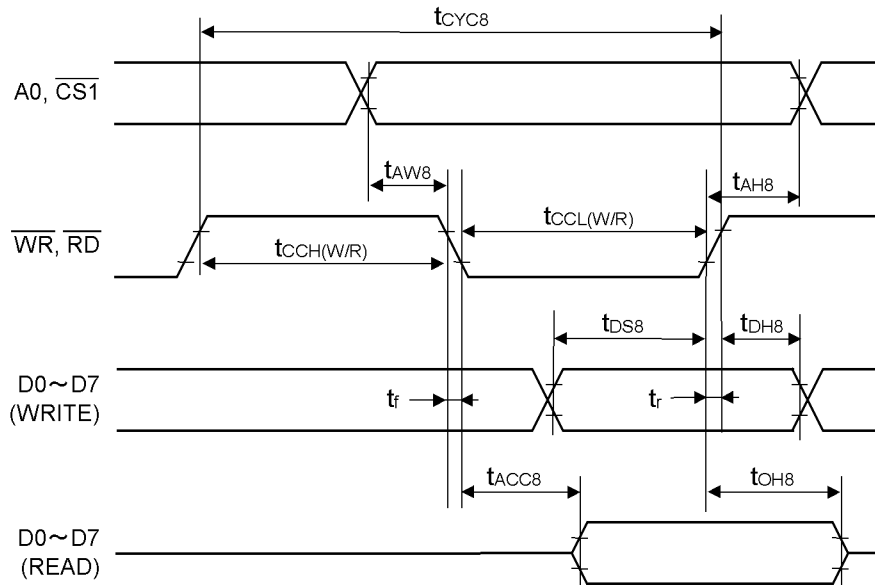 tCYC8
A0, CS1
tAW8
tAH8
WR, RD
tCCL(W/R)
tCCH(W/R)
tDS8
tDH8
D0～D7
(WRITE)
tf
tr
tACC8
tOH8
D0～D7
(READ)